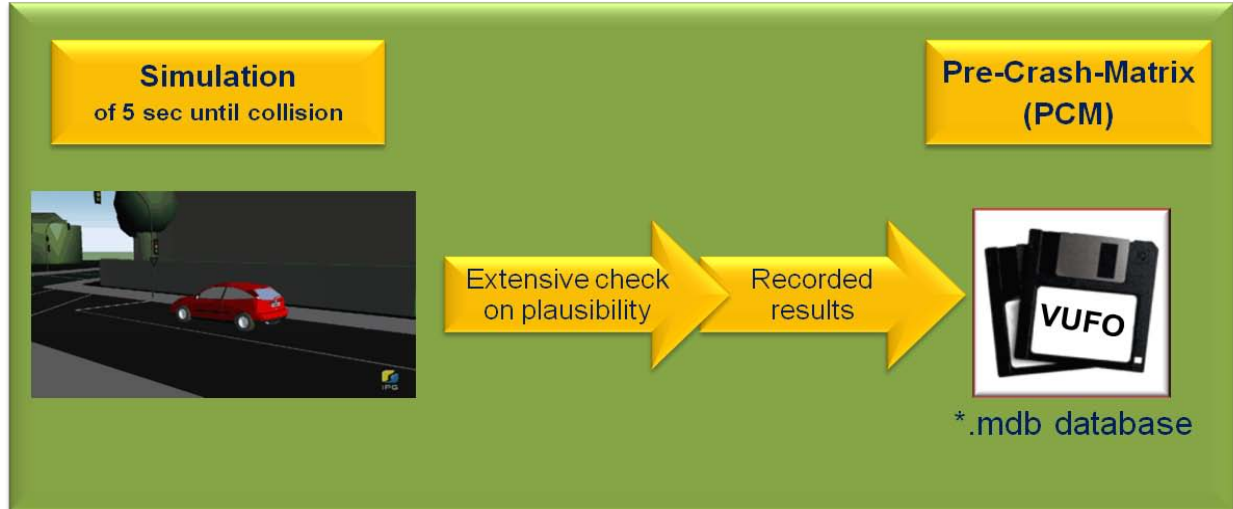 Simulation
of 5 sec until collision
Pre-Crash-Matrix
(PCM)
IPG
Extensive check
on plausibility
Recorded
results
VUFO
*.mdb database